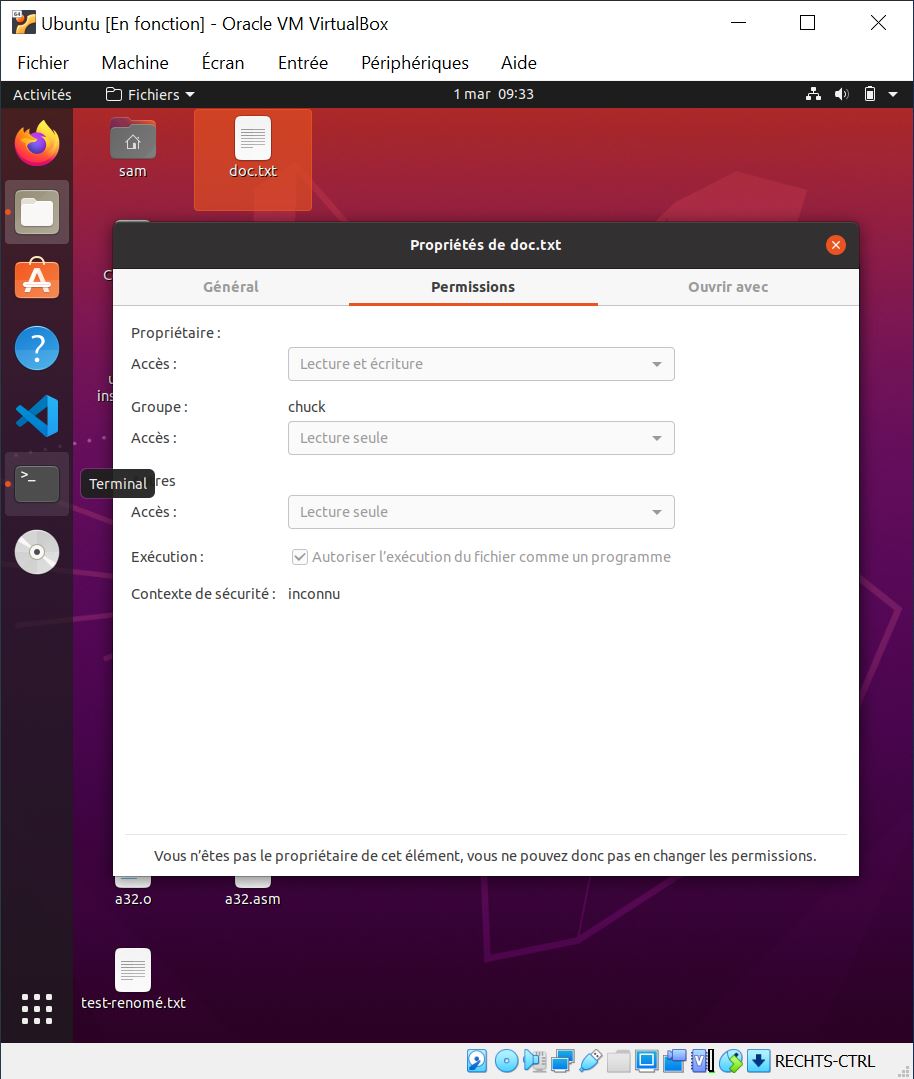 Ubuntu [En fonction] - Oracle VM VirtualBox
Fichier Machine Écran Entrée Périphériques Aide
Activités Fichiers 1 mar 09:33
sam doc.txt
Propriétés de doc.txt
Général Permissions Ouvrir avec
Propriétaire :
Accès : Lecture et écriture
Groupe : chuck
Accès : Lecture seule
Terminal
Accès : Lecture seule
Exécution : Autoriser l'exécution du fichier comme un programme
Contexte de sécurité : inconnu
Vous n'êtes pas le propriétaire de cet élément, vous ne pouvez donc pas en changer les permissions.
a32.o a32.asm
test-renomé.txt
RECHTS-CTRL